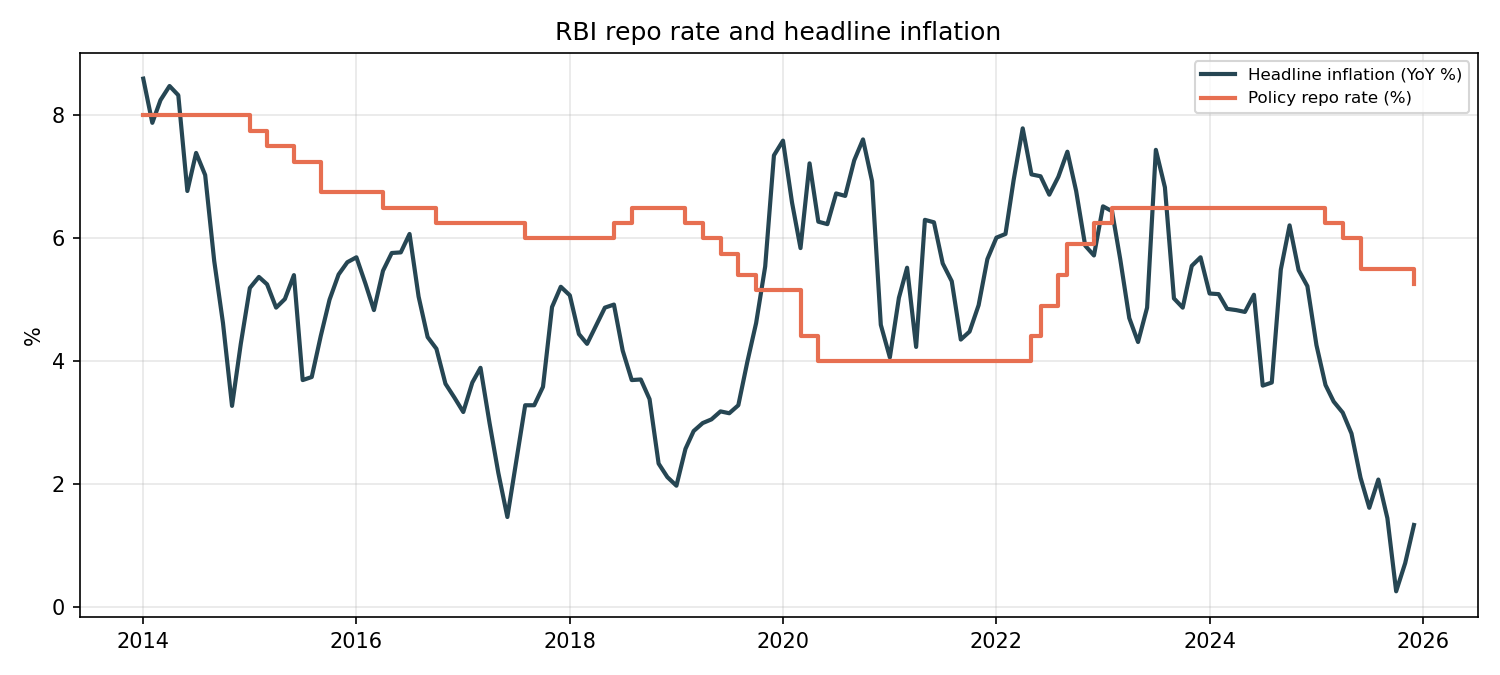 RBI repo rate and headline inflation
Headline inflation (YoY %)
Policy repo rate (%)
%
8
6
4
2
0
2014 2016 2018 2020 2022 2024 2026